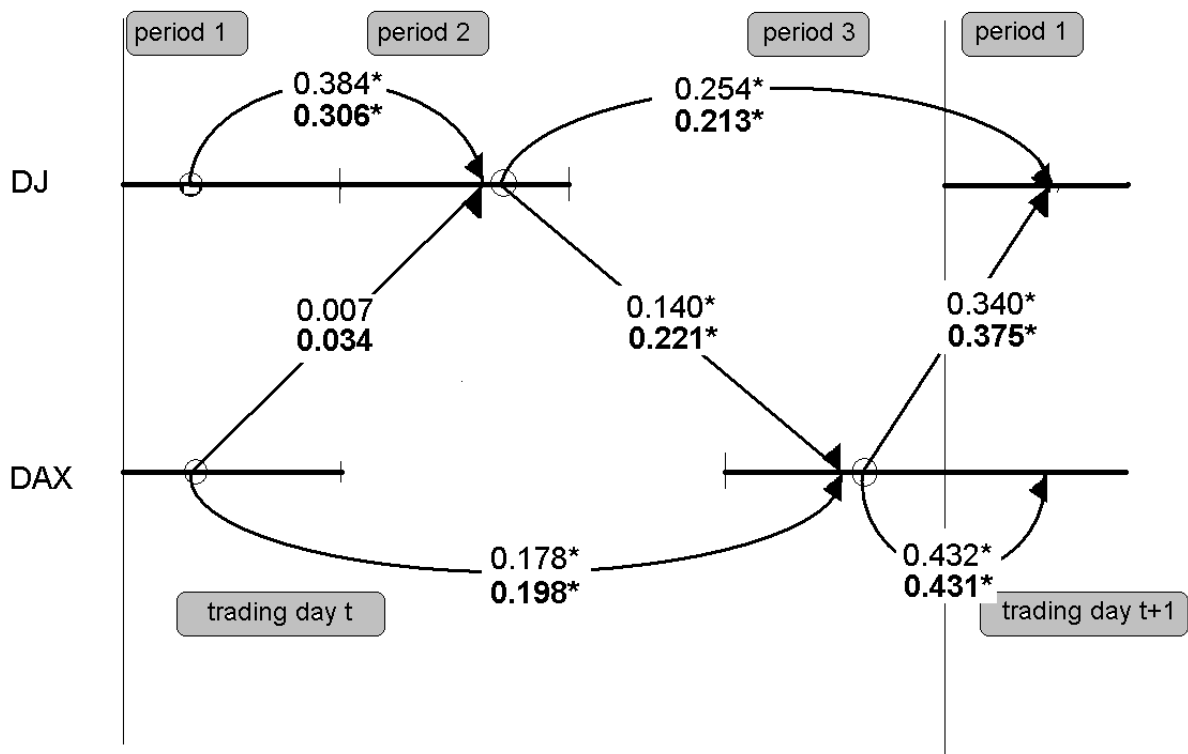 period 1
period 2
period 3
period 1
0.384*
0.306*
0.254*
0.213*
DJ
0.007
0.034
0.140*
0.221*
0.340*
0.375*
DAX
0.178*
0.198*
0.432*
0.431*
trading day t
trading day t+1